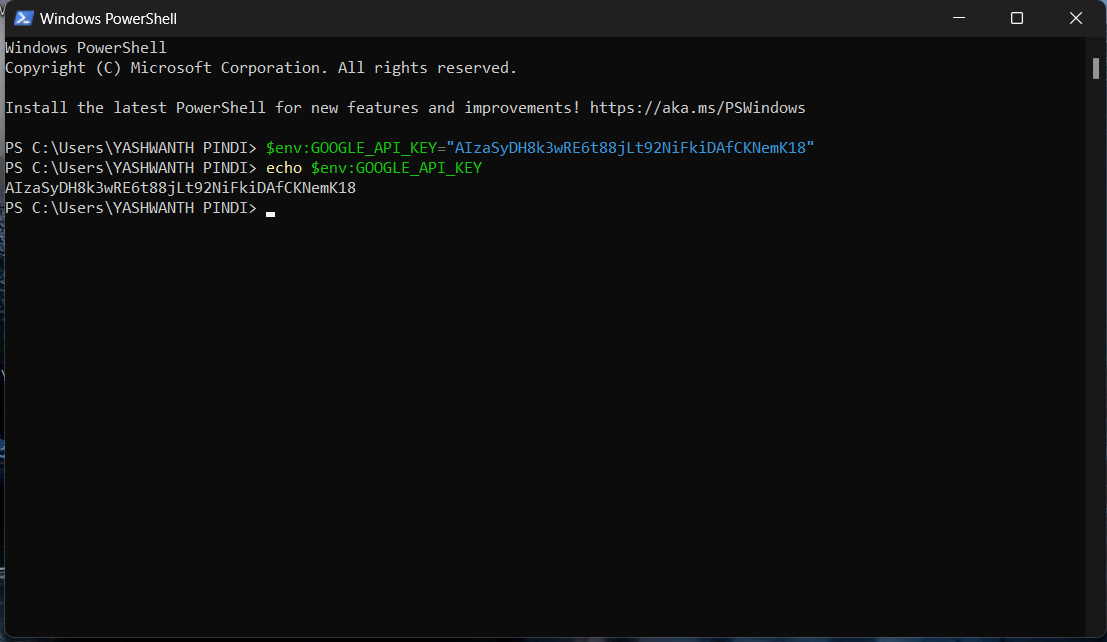 Windows PowerShell
Windows PowerShell
Copyright (C) Microsoft Corporation. All rights reserved.
Install the latest PowerShell for new features and improvements! https://aka.ms/PSWindows
PS C:\Users\YASHWANTH PINDI> $env:GOOGLE_API_KEY="AIzaSyDH8k3wRE6t88jLt92NiFkiDAfCKNemK18"
PS C:\Users\YASHWANTH PINDI> echo $env:GOOGLE_API_KEY
AIzaSyDH8k3wRE6t88jLt92NiFkiDAfCKNemK18
PS C:\Users\YASHWANTH PINDI>